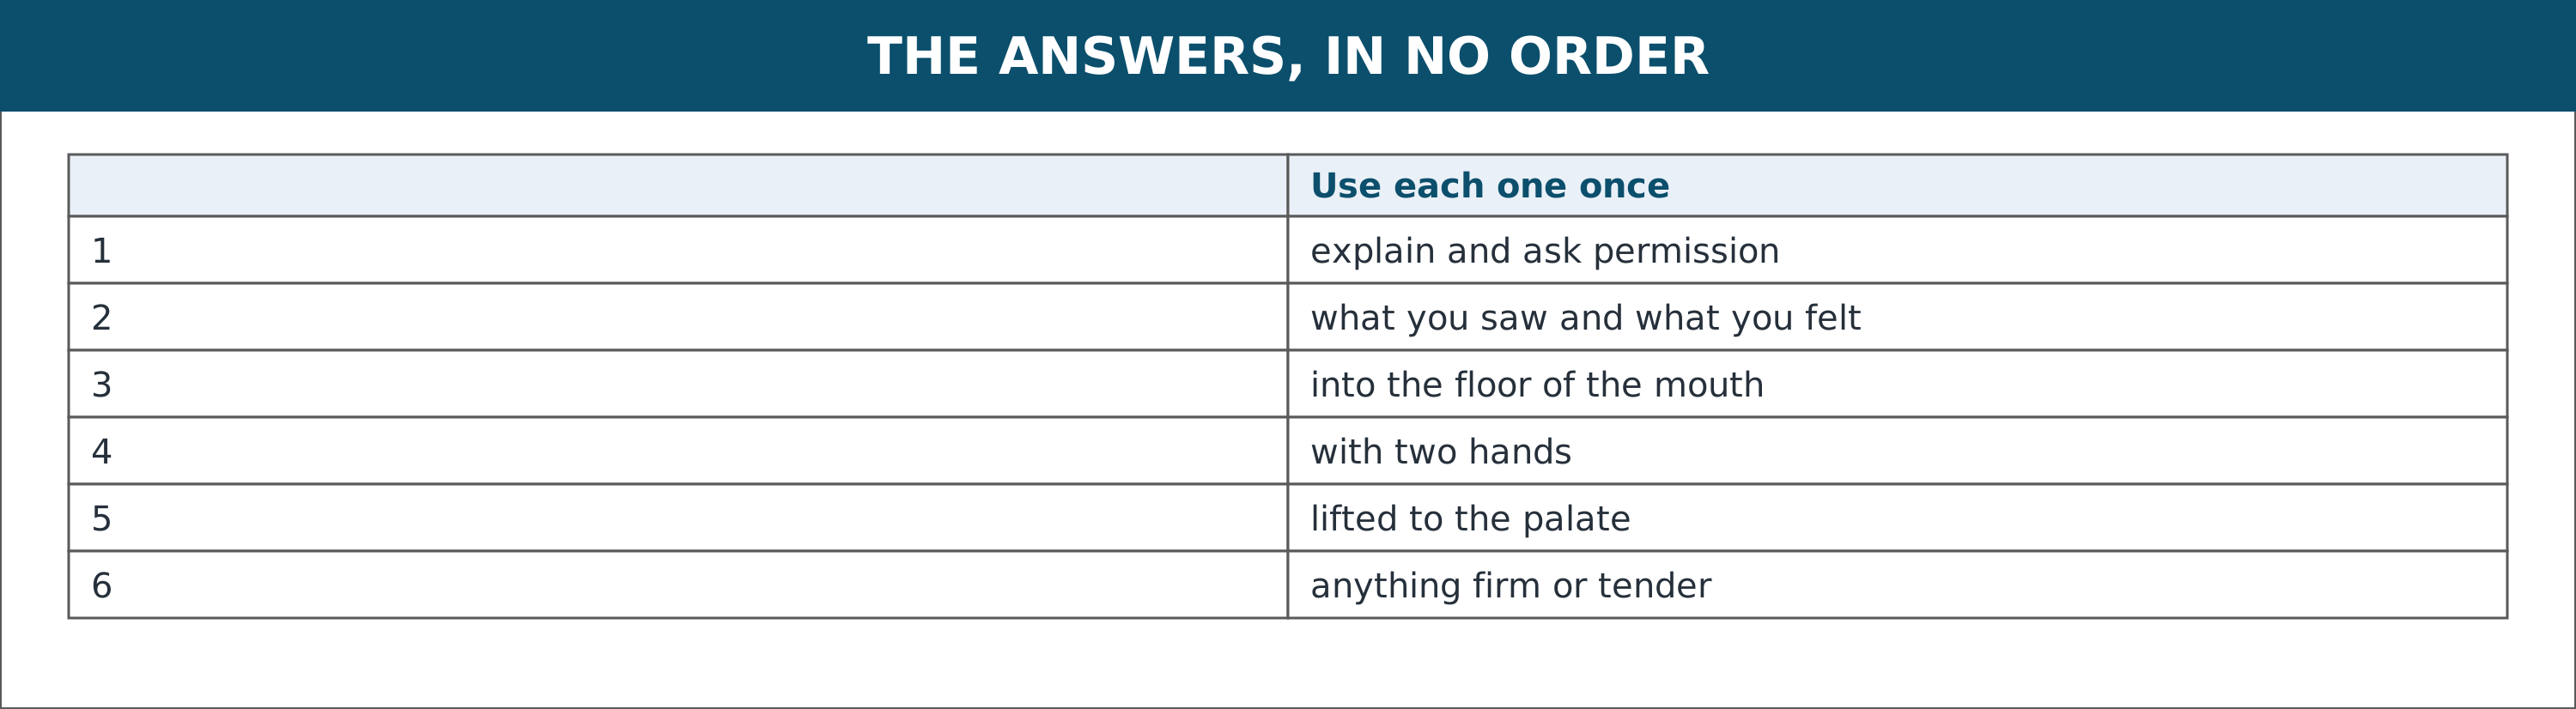 THE ANSWERS, IN NO ORDER
Use each one once
1 explain and ask permission
2 what you saw and what you felt
3 into the floor of the mouth
4 with two hands
5 lifted to the palate
6 anything firm or tender